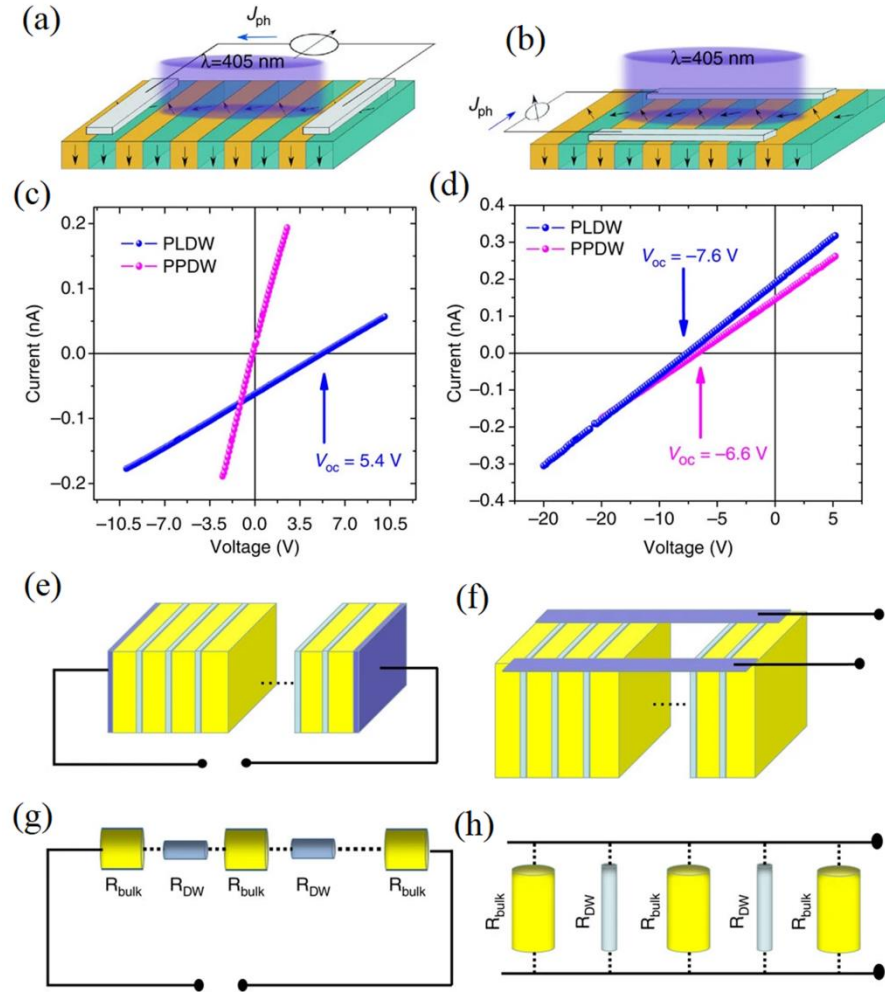 (a)
J_ph
λ=405 nm
(b)
λ=405 nm
J_ph
(c)
0.2
0.1
0.0
−0.1
−0.2
Current (nA)
PLDW
PPDW
V_oc = 5.4 V
−10.5 −7.0 −3.5 0.0 3.5 7.0 10.5
Voltage (V)
(d)
0.4
0.3
0.2
0.1
0.0
−0.1
−0.2
−0.3
−0.4
Current (nA)
PLDW
PPDW
V_oc = −7.6 V
V_oc = −6.6 V
−20 −20 −10 −5 0 5
Voltage (V)
(e)
(f)
(g)
R_bulk R_DW R_bulk R_DW R_bulk
(h)
R_bulk R_DW R_bulk R_DW R_bulk